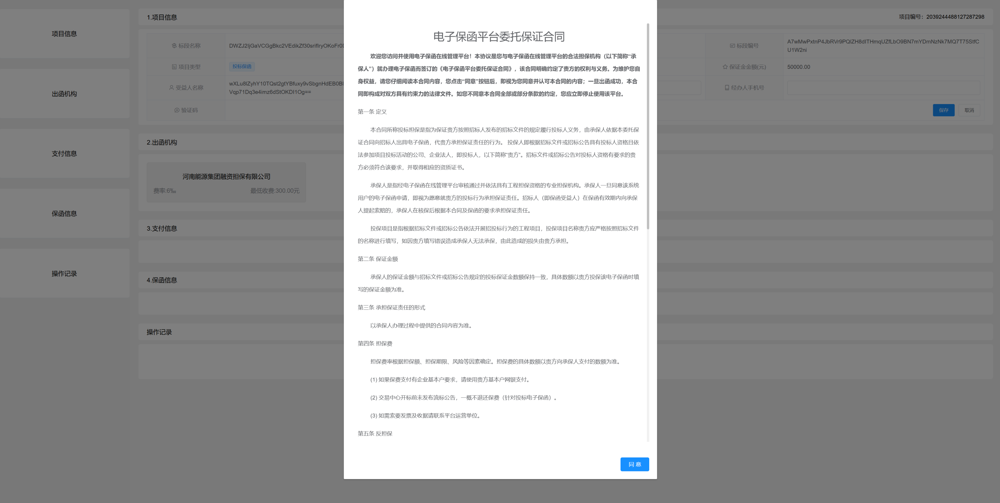 项目信息
出函机构
支付信息
保函信息
操作记录
1.项目信息
项目编号：2039244488127287298
标段名称
DWZJ2IjGaVCGgBkc2VEdikZf30srifIryOKoFr0
标段编号
A7wMwPxtnP4JbRVr9PQIZH8dITHmqUZfLbO9BN7mYDmNzNk7MQ7T75StfC
U1W2ni
项目类型
投标保函
保证金金额(元)
50000.00
受益人名称
wXLu8lZyhY10TQst2gtYBfuxy9vSbgnHdEB0B
Vqp71Dq3e4imz6dStOKDI1Og==
经办人手机号
验证码
保存
取消
2.出函机构
河南能源集团融资担保有限公司
费率:6‰
最低收费:300.00元
3.支付信息
4.保函信息
操作记录
电子保函平台委托保证合同
欢迎您访问并使用电子保函在线管理平台！本协议是您与电子保函在线管理平台的合法担保机构（以下简称“承
保人”）就办理电子保函而签订的《电子保函平台委托保证合同》，该合同明确约定了贵方的权利与义务。为维护您自
身权益，请您仔细阅读本合同内容，您点击“同意”按钮后，即视为您同意并认可本合同的内容；一旦出函成功，本合
同即构成对双方具有约束力的法律文件。如您不同意本合同全部或部分条款的约定，您应立即停止使用该平台。
第一条 定义
本合同所称投标担保是指为保证贵方按照招标人发布的招标文件的规定履行投标人义务，由承保人依据本委托保
证合同向招标人出具电子保函，代贵方承担保证责任的行为。 投保人即根据招标文件或招标公告具有投标人资格且依
法参加项目投标活动的公司、企业法人，即投标人，以下简称“贵方”。招标文件或招标公告对投标人资格有要求的贵
方必须符合该要求，并取得相应的资质证书。
承保人是指经电子保函在线管理平台审核通过并依法具有工程担保资格的专业担保机构。承保人一旦同意该系统
用户的电子保函申请，即视为愿意就贵方的投标行为承担保证责任。招标人（即保函受益人）在保函有效期内向承保
人提起索赔的，承保人在核保后根据本合同及保函的要求承担保证责任。
投保项目是指根据招标文件或招标公告依法开展招投标行为的工程项目，投保项目名称贵方应严格按照招标文件
的名称进行填写，如因贵方填写错误造成承保人无法承保，由此造成的损失由贵方承担。
第二条 保证金额
承保人的保证金额与招标文件或招标公告规定的投标保证金数额保持一致，具体数额以贵方投保该电子保函时填
写的保证金额为准。
第三条 承担保证责任的形式
以承保人办理过程中提供的合同内容为准。
第四条 担保费
担保费率根据担保额、担保期限、风险等因素确定。担保费的具体数额以贵方向承保人支付的数额为准。
(1) 如果保费支付有企业基本户要求，请使用贵方基本户网银支付。
(2) 交易中心开标前未发布流标公告，一概不退还保费（针对投标电子保函）。
(3) 如需索要发票及收据请联系平台运营单位。
第五条 反担保
同 意